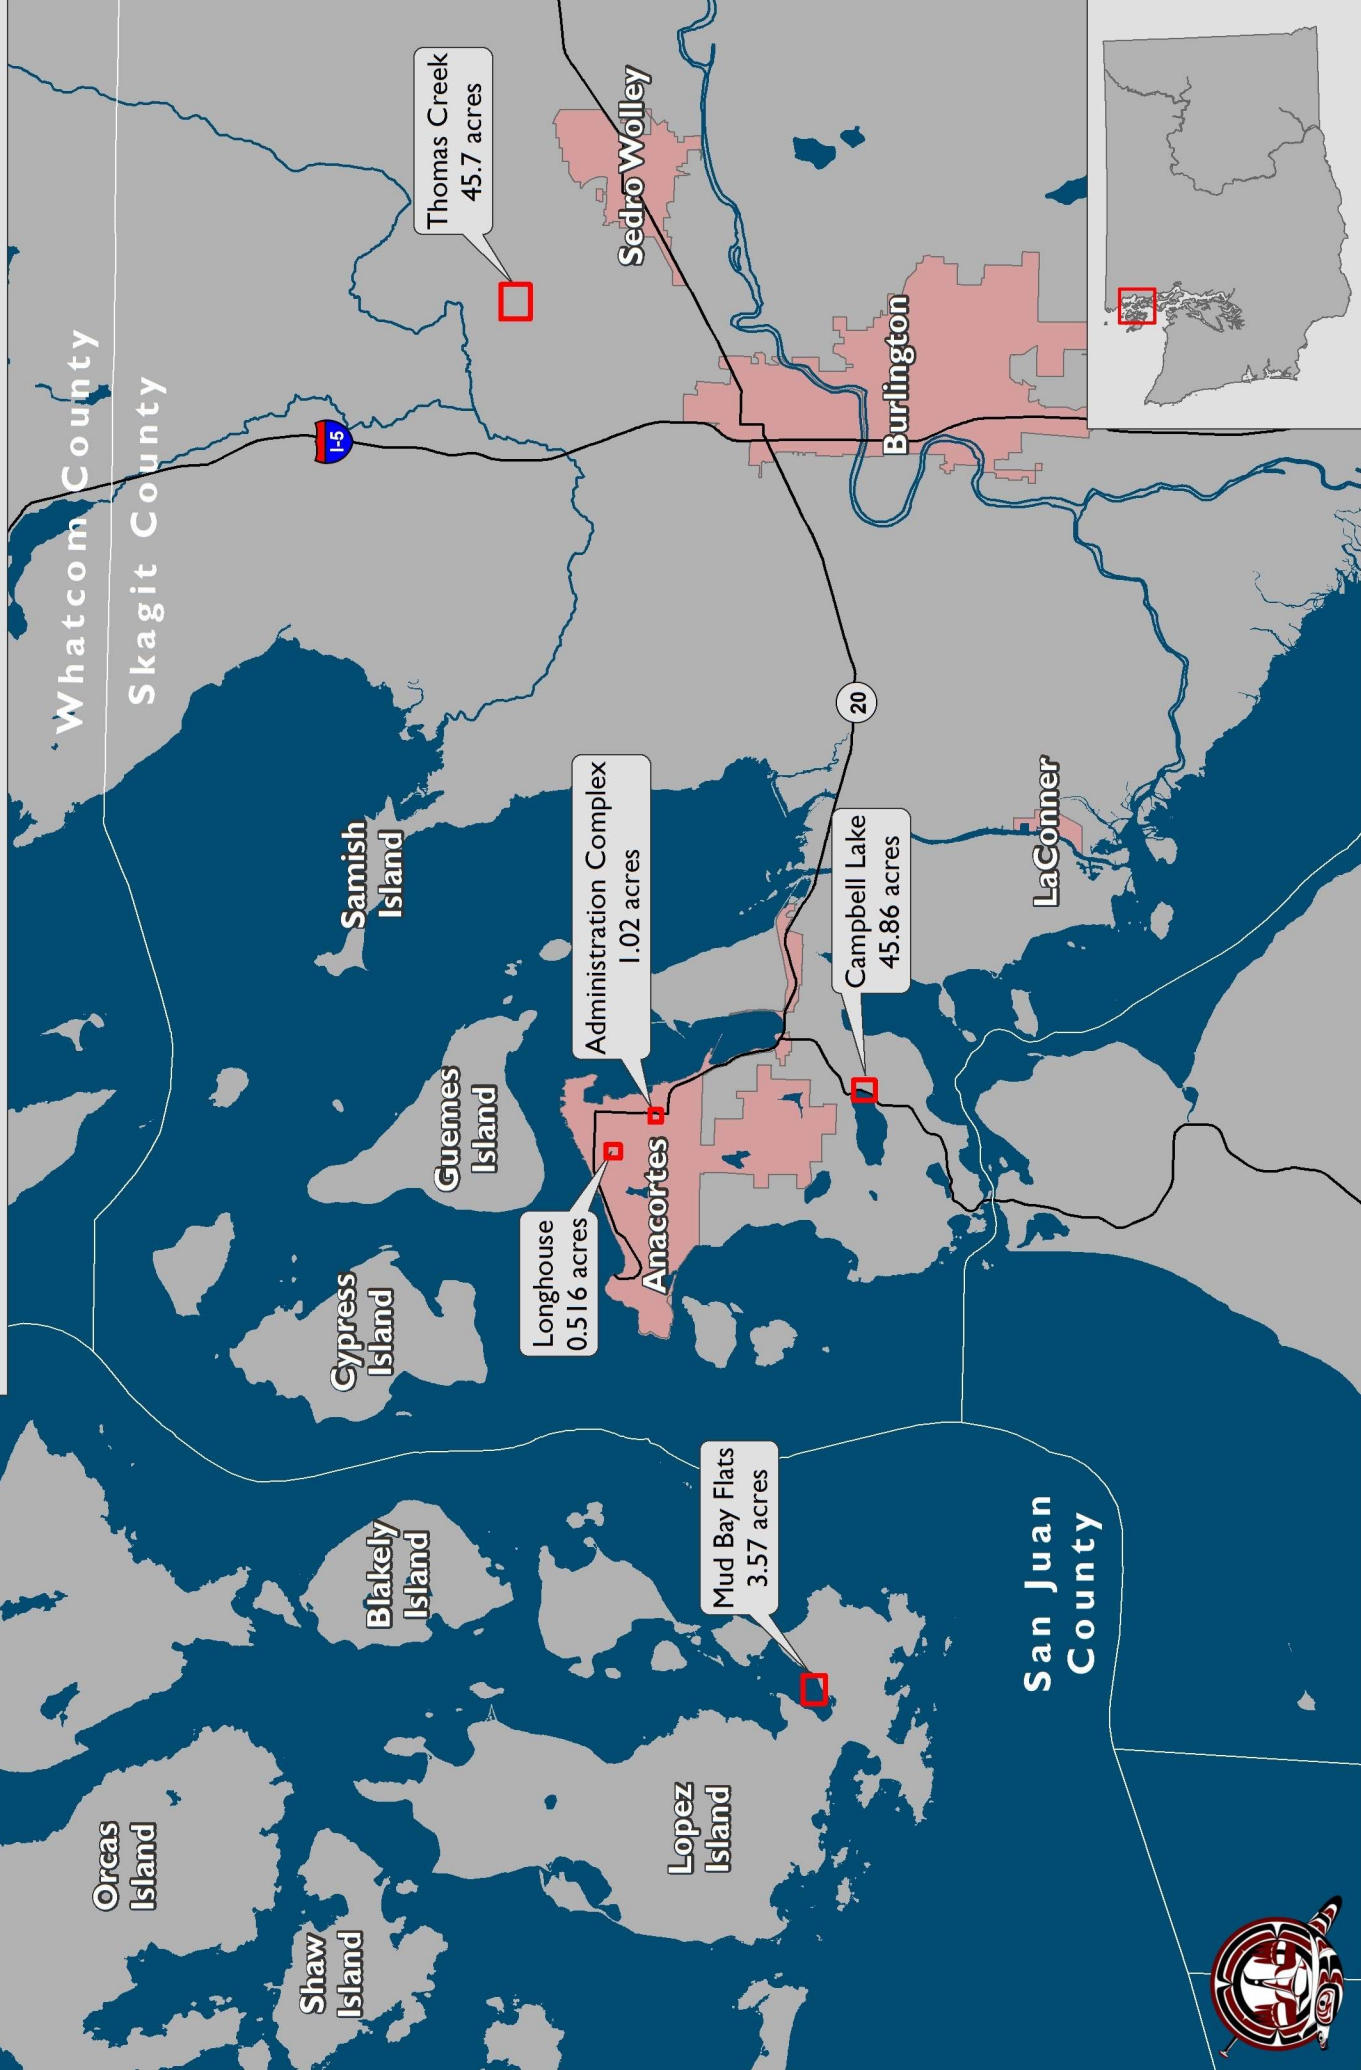 Whatcom County
Skagit County
I-5
Thomas Creek
45.7 acres
Sedro Wolley
Burlington
Samish
Island
20
Administration Complex
1.02 acres
Campbell Lake
45.86 acres
LaConner
Guemes
Island
Longhouse
0.516 acres
Anacortes
Cypress
Island
Blakely
Island
Mud Bay Flats
3.57 acres
San Juan
County
Orcas
Island
Shaw
Island
Lopez
Island